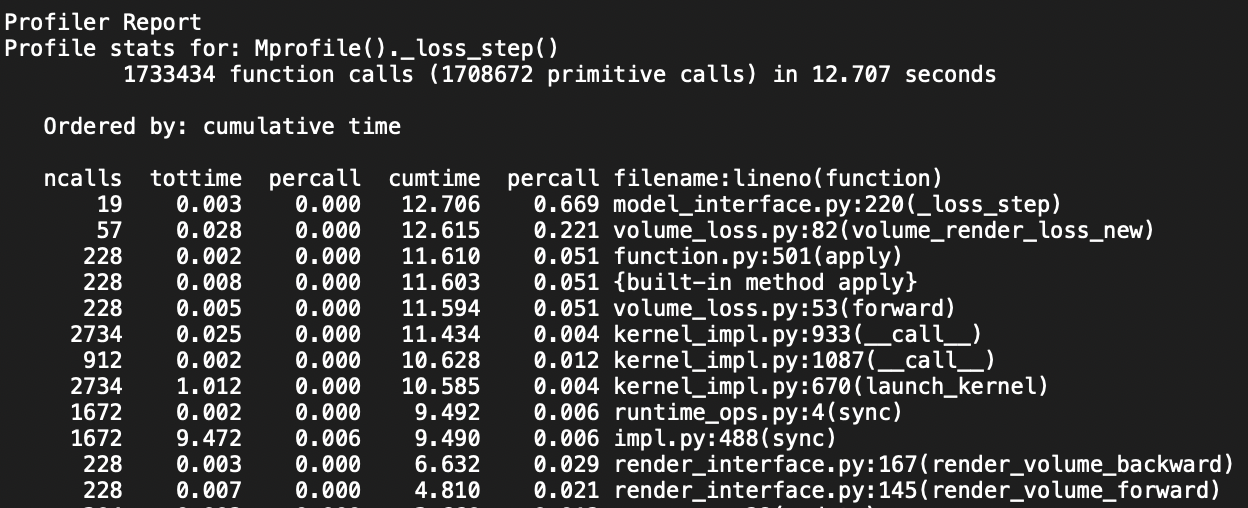 Profiler Report
Profile stats for: Mprofile()._loss_step()
1733434 function calls (1708672 primitive calls) in 12.707 seconds
Ordered by: cumulative time
ncalls tottime percall cumtime percall filename:lineno(function)
19 0.003 0.000 12.706 0.669 model_interface.py:220(_loss_step)
57 0.028 0.000 12.615 0.221 volume_loss.py:82(volume_render_loss_new)
228 0.002 0.000 11.610 0.051 function.py:501(apply)
228 0.008 0.000 11.603 0.051 {built-in method apply}
228 0.005 0.000 11.594 0.051 volume_loss.py:53(forward)
2734 0.025 0.000 11.434 0.004 kernel_impl.py:933(__call__)
912 0.002 0.000 10.628 0.012 kernel_impl.py:1087(__call__)
2734 1.012 0.000 10.585 0.004 kernel_impl.py:670(launch_kernel)
1672 0.002 0.000 9.492 0.006 runtime_ops.py:4(sync)
1672 9.472 0.006 9.490 0.006 impl.py:488(sync)
228 0.003 0.000 6.632 0.029 render_interface.py:167(render_volume_backward)
228 0.007 0.000 4.810 0.021 render_interface.py:145(render_volume_forward)